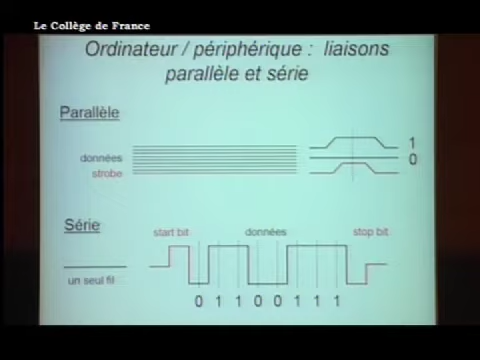 Le Collège de France
Ordinateur / périphérique : liaisons
parallèle et série
Parallèle
données
strobe
1
0
Série
start bit
données
stop bit
un seul fil
0 1 1 0 0 1 1 1